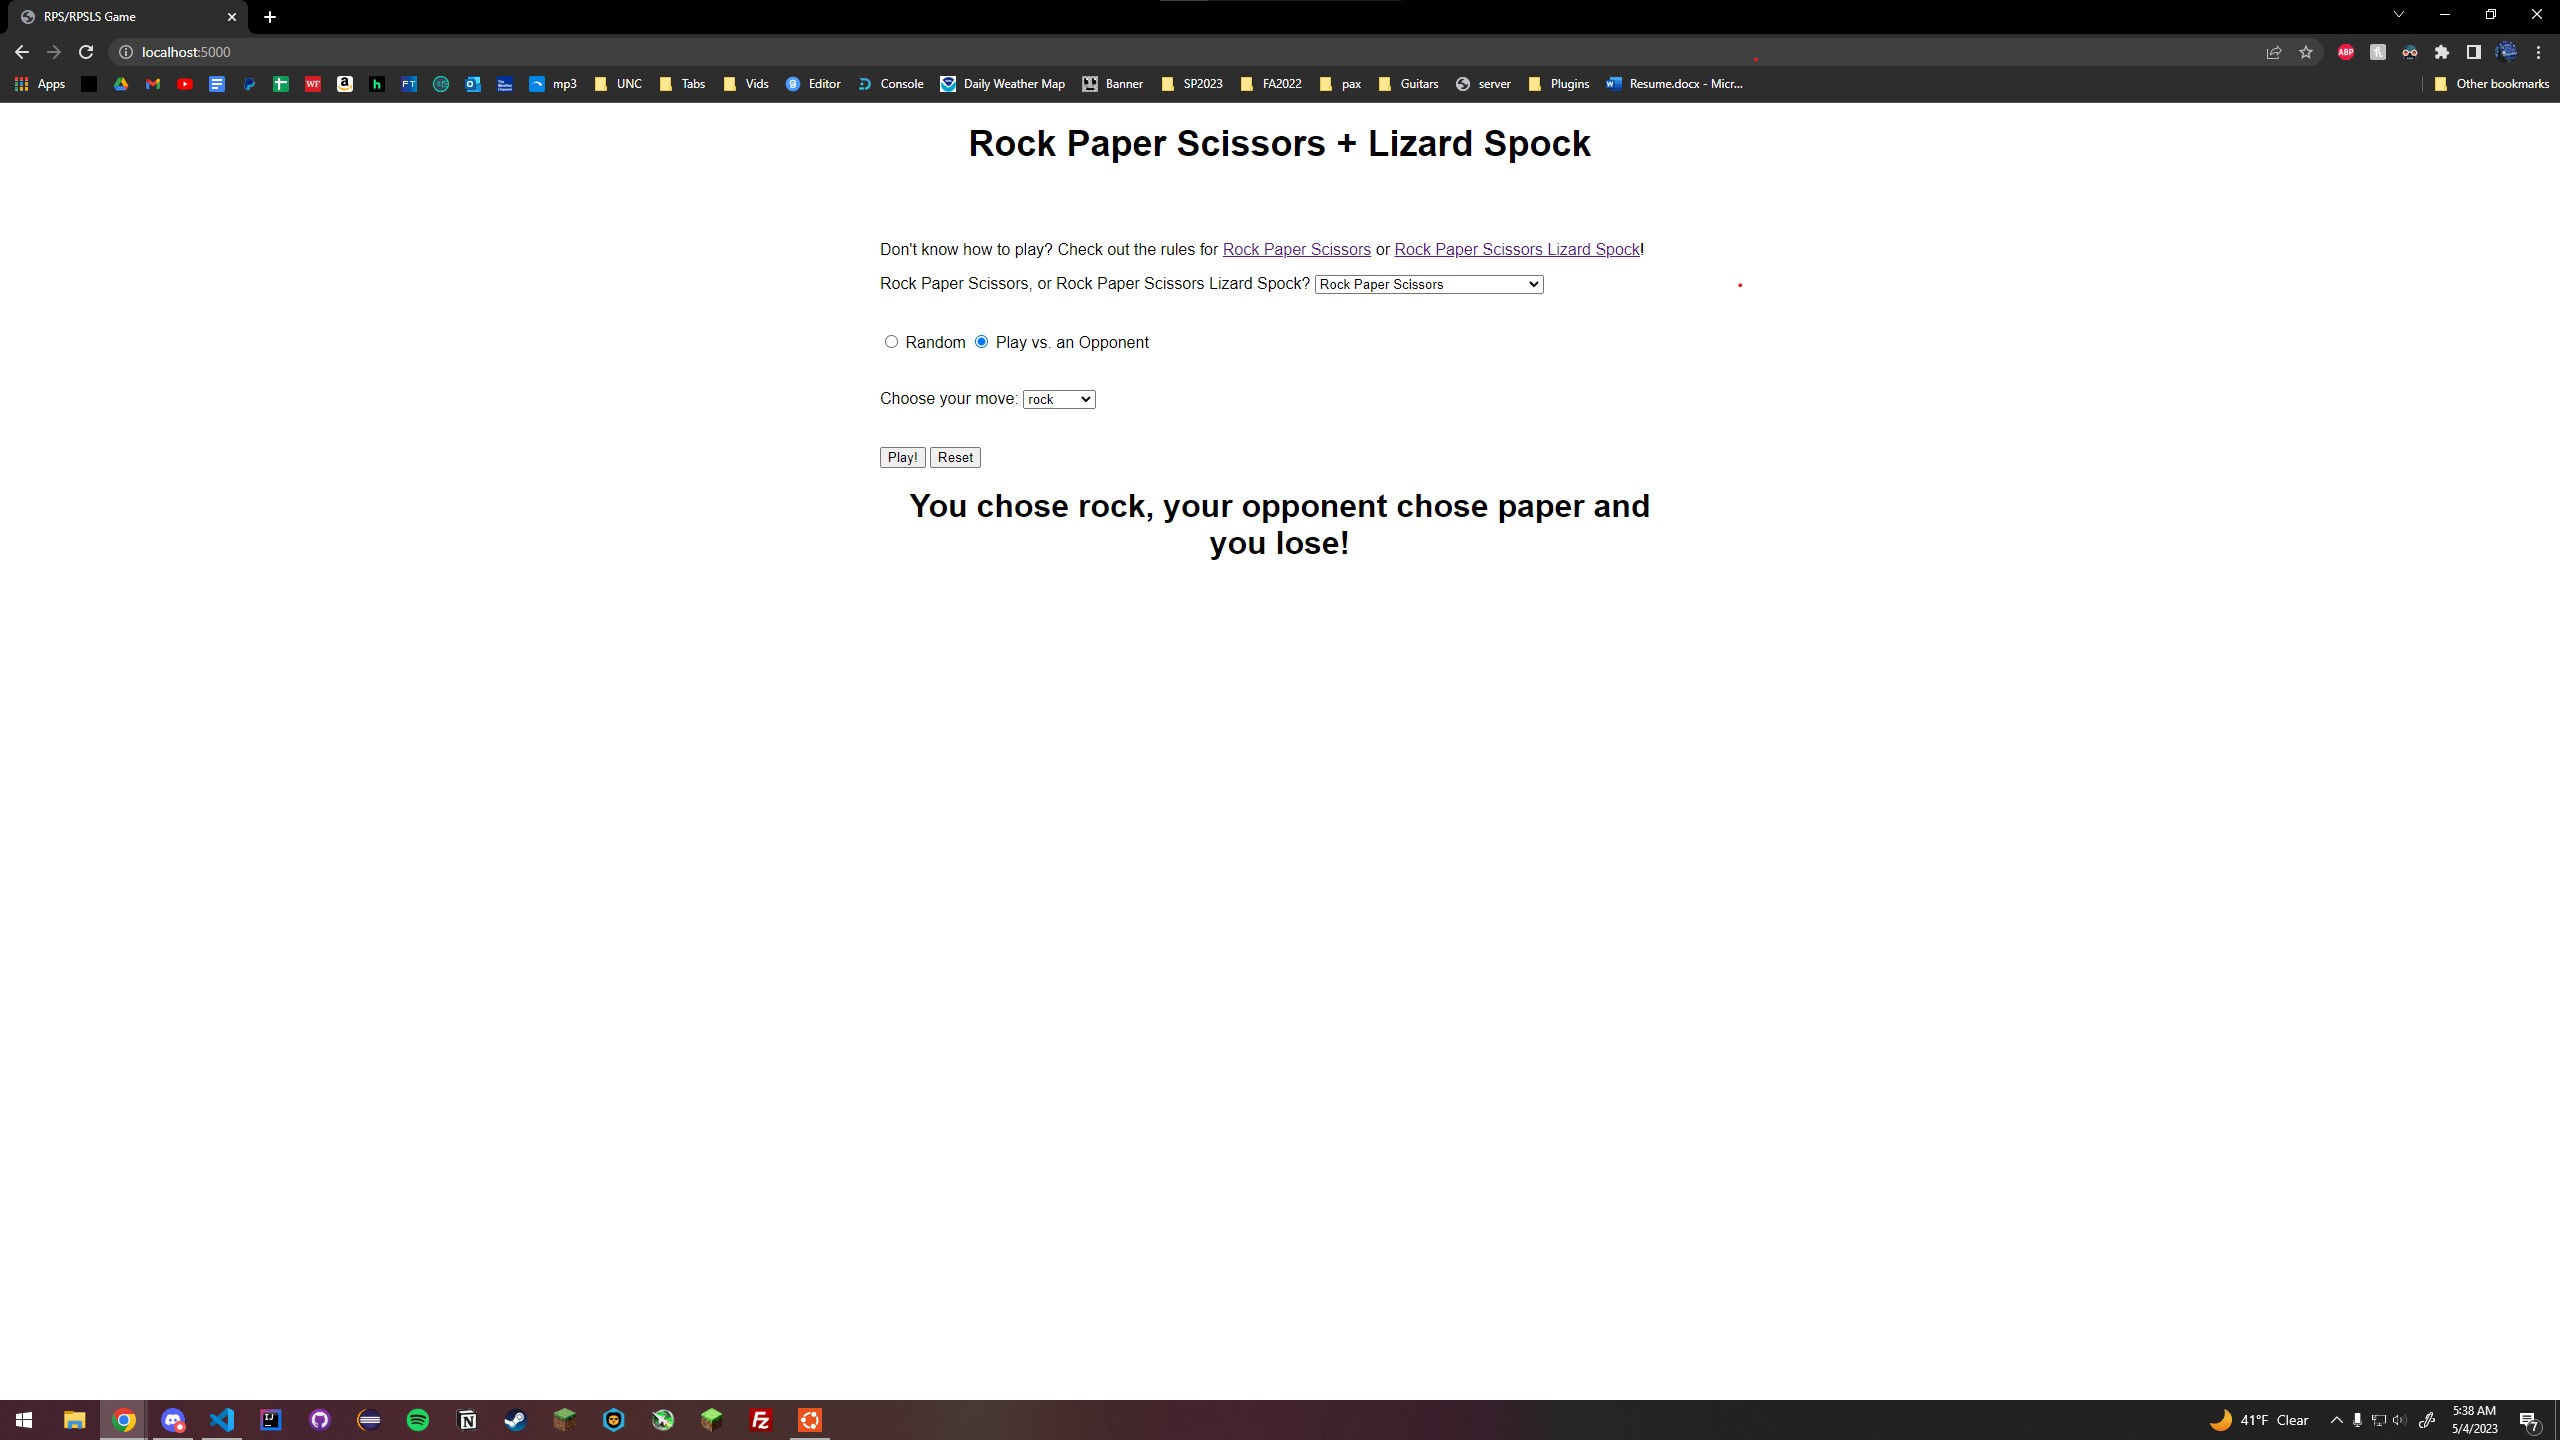 RPS/RPSLS Game
localhost:5000
Apps mp3 UNC Tabs Vids Editor Console Daily Weather Map Banner SP2023 FA2022 pax Guitars server Plugins Resume.docx - Micr... Other bookmarks
Rock Paper Scissors + Lizard Spock
Don't know how to play? Check out the rules for Rock Paper Scissors or Rock Paper Scissors Lizard Spock!
Rock Paper Scissors, or Rock Paper Scissors Lizard Spock? Rock Paper Scissors
Random Play vs. an Opponent
Choose your move: rock
Play! Reset
You chose rock, your opponent chose paper and
you lose!
41°F Clear
5:38 AM
5/4/2023
7